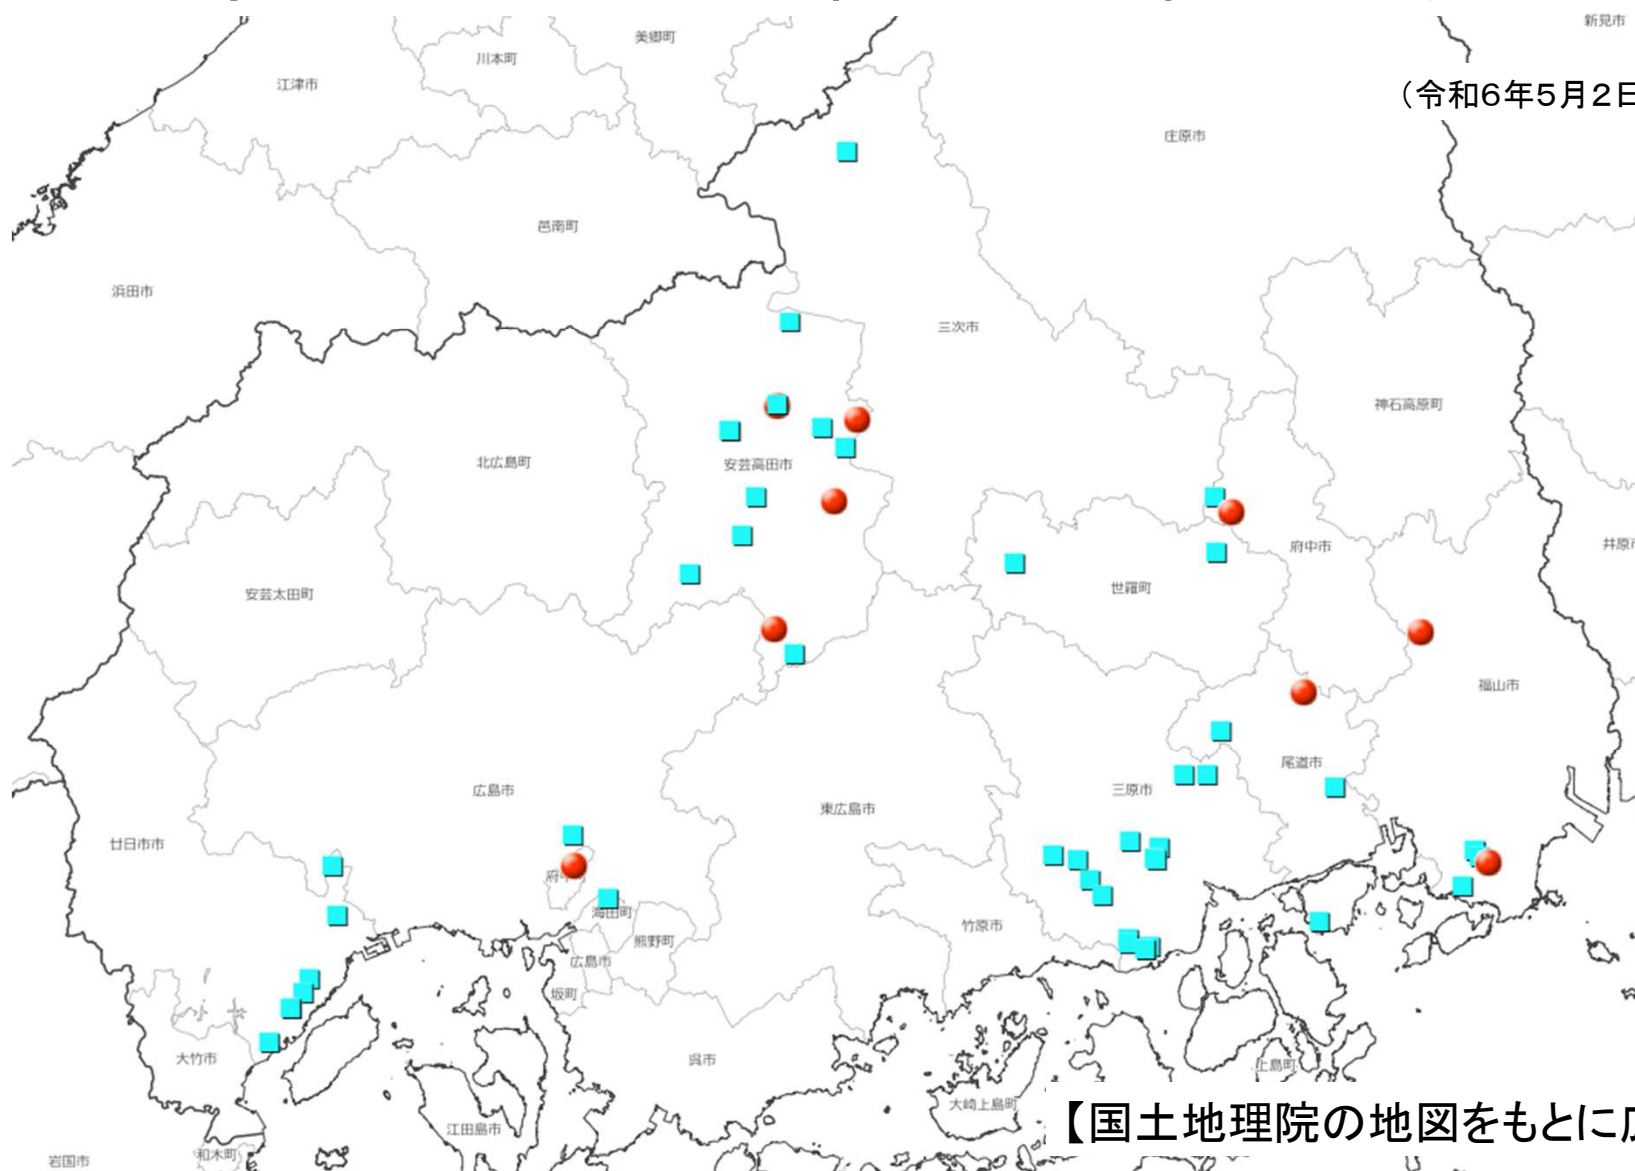 新見市
美郷町
川本町
江津市
（令和6年5月2日
庄原市
邑南町
浜田市
三次市
神石高原町
北広島町
安芸高田市
府中市
井原
安芸太田町
世羅町
福山市
尾道市
広島市
三原市
東広島市
廿日市市
府中
海田町
竹原市
熊野町
広島市
坂町
大竹市
呉市
上島町
大崎上島町
【国土地理院の地図をもとに
江田島市
和木町
岩国市